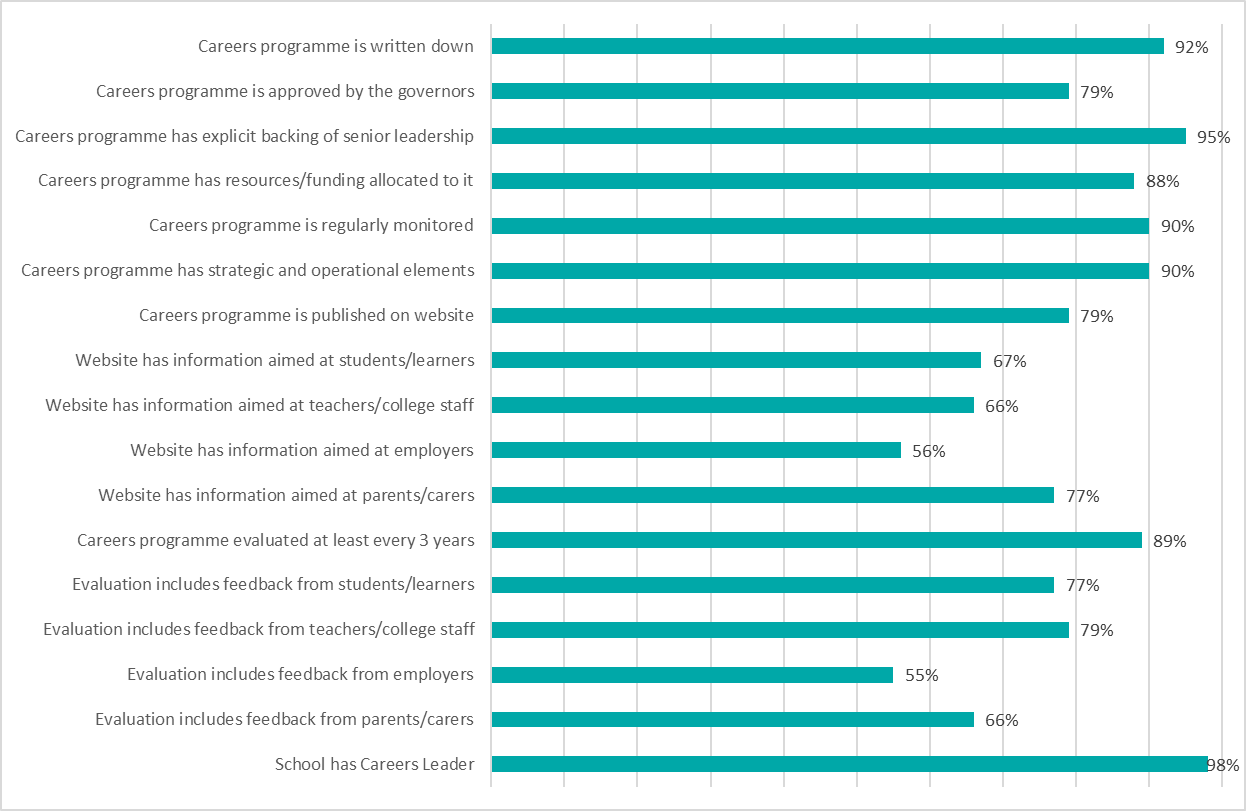 Careers programme is written down 92%
Careers programme is approved by the governors 79%
Careers programme has explicit backing of senior leadership 95%
Careers programme has resources/funding allocated to it 88%
Careers programme is regularly monitored 90%
Careers programme has strategic and operational elements 90%
Careers programme is published on website 79%
Website has information aimed at students/learners 67%
Website has information aimed at teachers/college staff 66%
Website has information aimed at employers 56%
Website has information aimed at parents/carers 77%
Careers programme evaluated at least every 3 years 89%
Evaluation includes feedback from students/learners 77%
Evaluation includes feedback from teachers/college staff 79%
Evaluation includes feedback from employers 55%
Evaluation includes feedback from parents/carers 66%
School has Careers Leader 98%